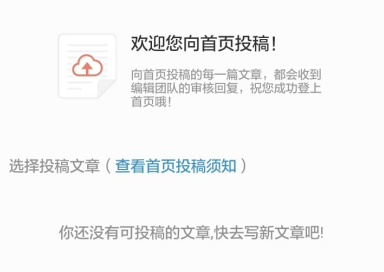 欢迎您向首页投稿！
向首页投稿的每一篇文章，都会收到
编辑团队的审核回复，祝您成功登上
首页哦！
选择投稿文章（查看首页投稿须知）
你还没有可投稿的文章,快去写新文章吧!